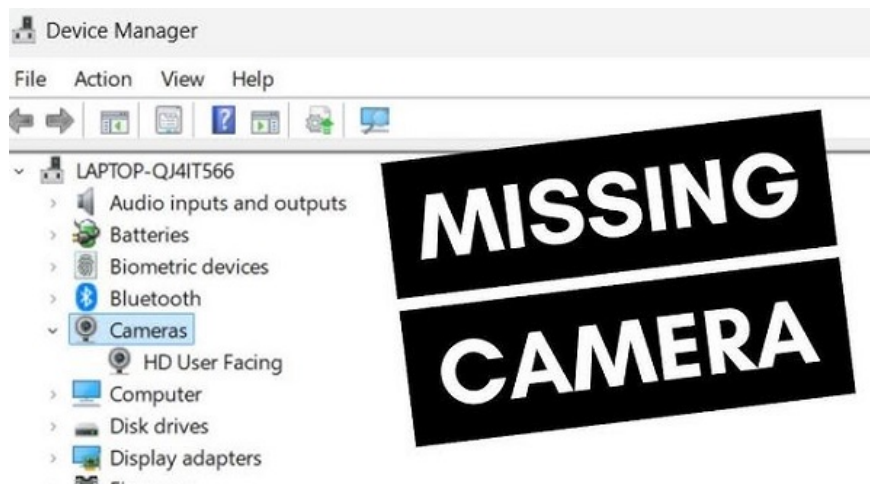 Device Manager
File Action View Help
LAPTOP-QJ4IT566
Audio inputs and outputs
Batteries
Biometric devices
Bluetooth
Cameras
HD User Facing
Computer
Disk drives
Display adapters
MISSING
CAMERA